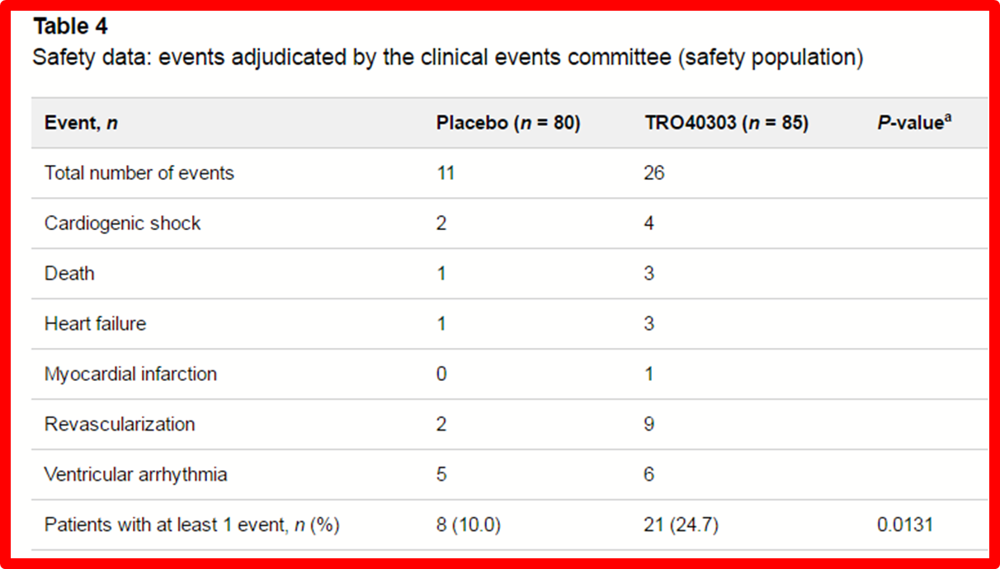 Table 4
Safety data: events adjudicated by the clinical events committee (safety population)
Event, n Placebo (n = 80) TRO40303 (n = 85) P-valueᵃ
Total number of events 11 26
Cardiogenic shock 2 4
Death 1 3
Heart failure 1 3
Myocardial infarction 0 1
Revascularization 2 9
Ventricular arrhythmia 5 6
Patients with at least 1 event, n (%) 8 (10.0) 21 (24.7) 0.0131